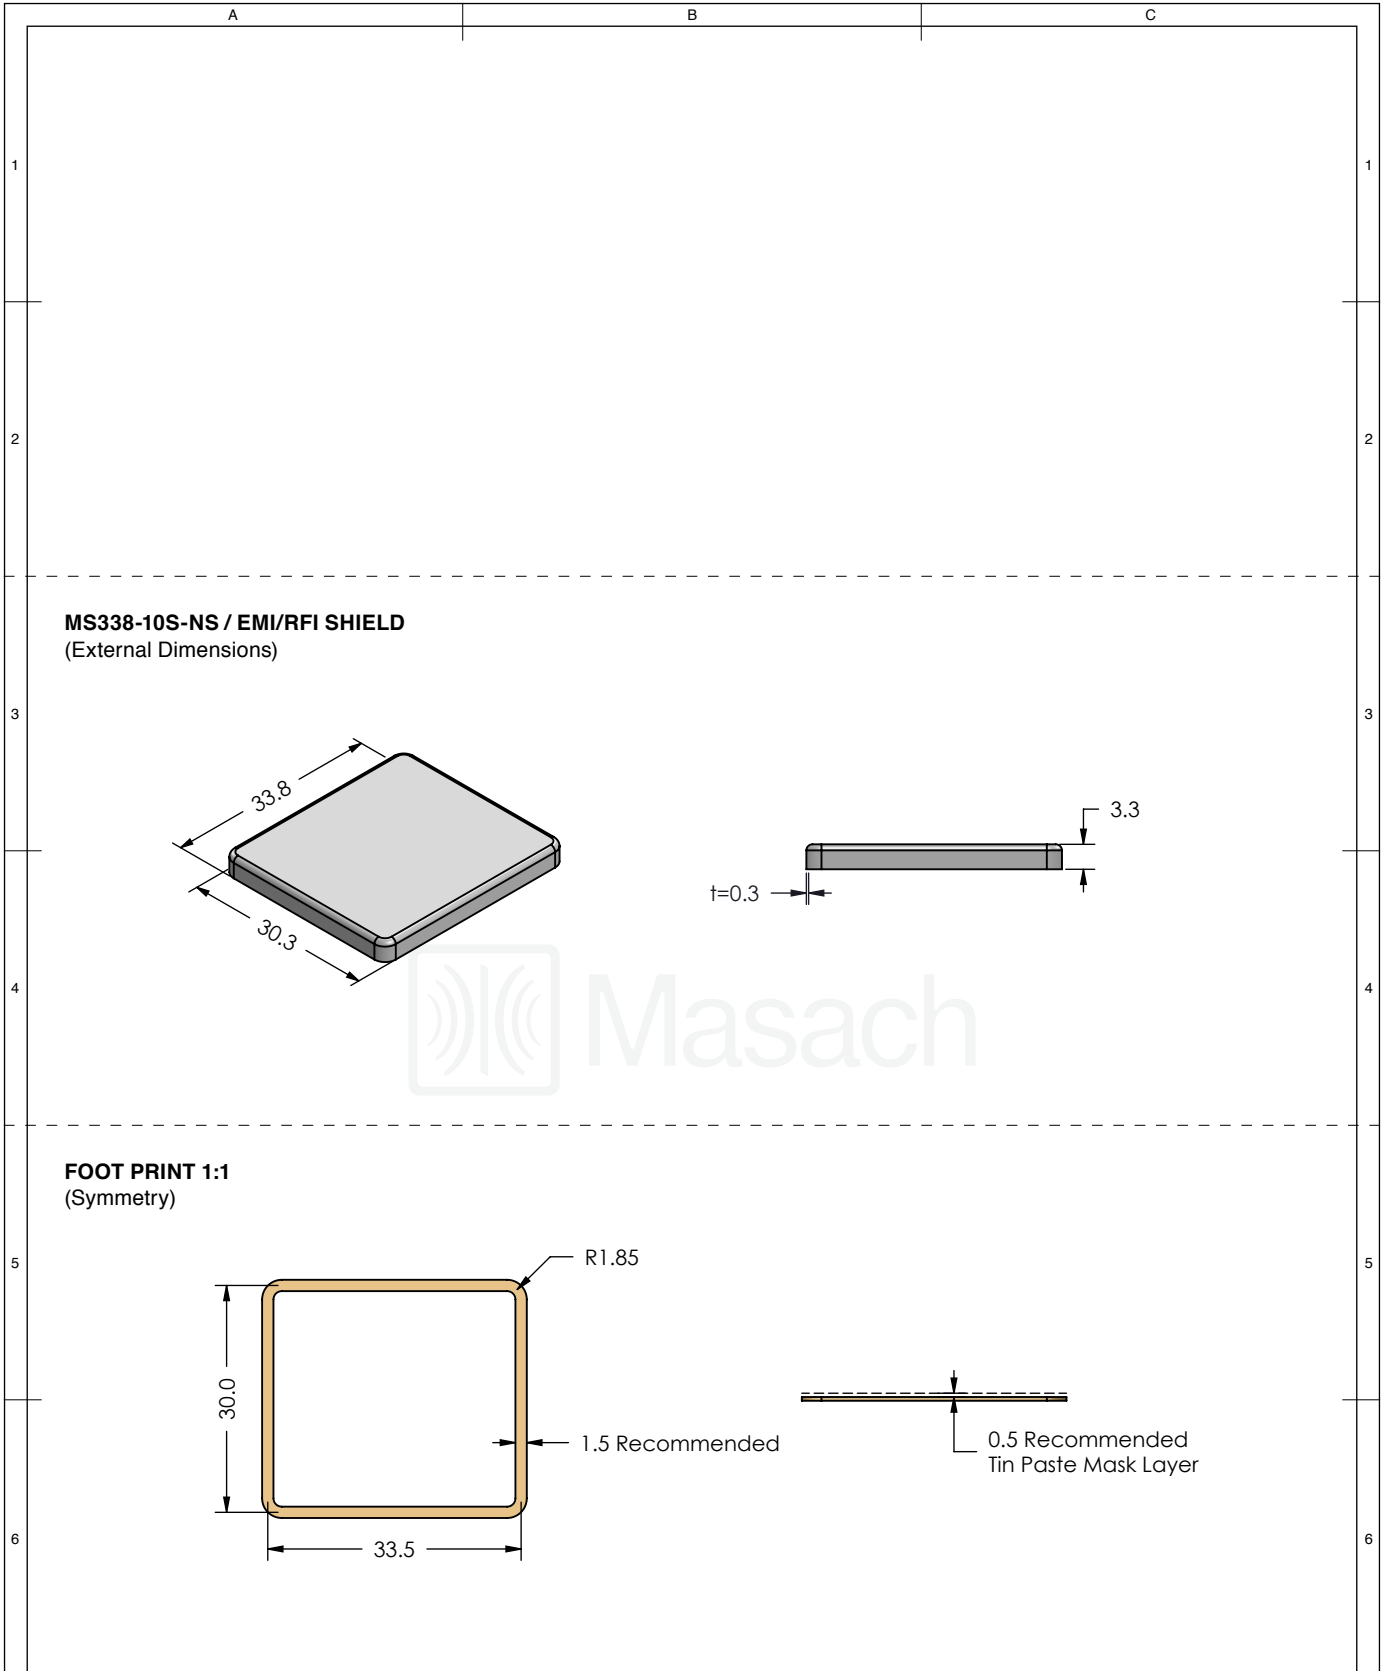 A B C
1 1
2 2
MS338-10S-NS / EMI/RFI SHIELD
(External Dimensions)
3 3
33.8
3.3
t=0.3
30.3
4 4
Masach
FOOT PRINT 1:1
(Symmetry)
5 5
R1.85
30.0
1.5 Recommended
0.5 Recommended
Tin Paste Mask Layer
6 6
33.5